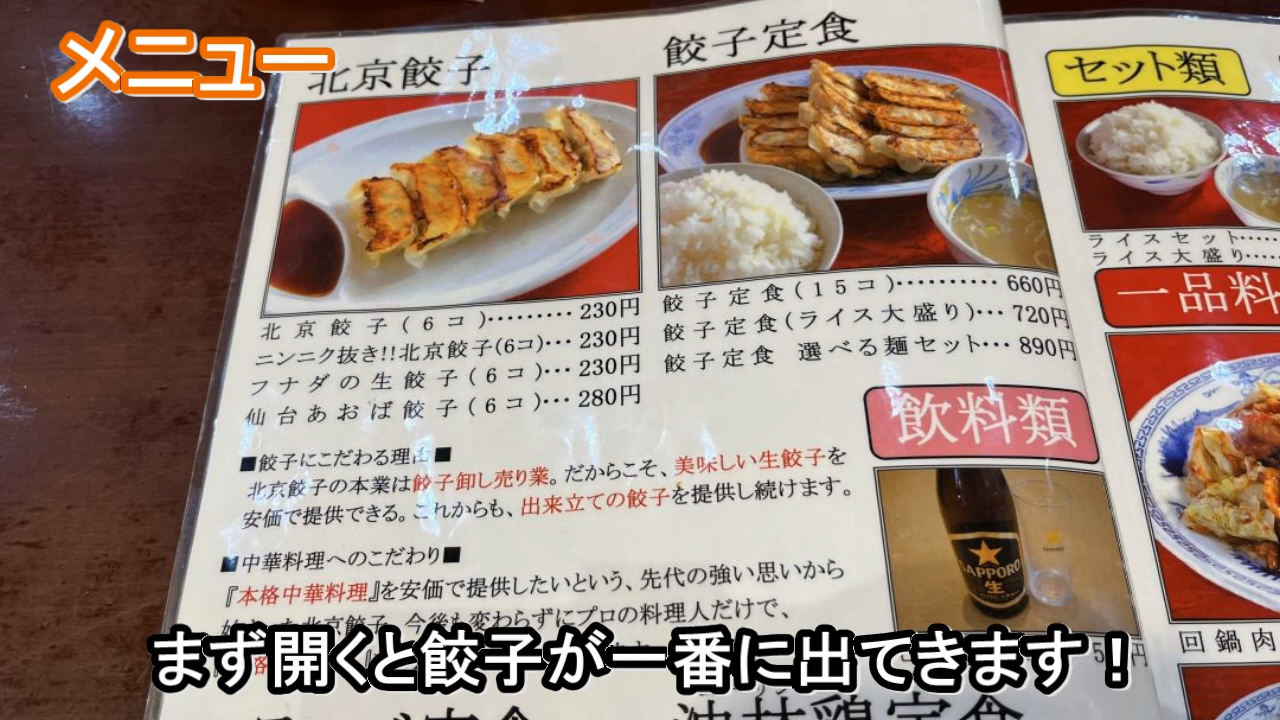 メニュー
北京餃子
餃子定食
北京餃子(6コ)……… 230円
ニンニク抜き!!北京餃子(6コ)… 230円
フナダの生餃子(6コ)… 230円
仙台あおば餃子(6コ)… 280円
餃子定食(15コ)………… 660円
餃子定食(ライス大盛り)… 720円
餃子定食 選べる麺セット… 890円
■餃子にこだわる理由■
北京餃子の本業は餃子卸し売り業。だからこそ、美味しい生餃子を
安価で提供できる。これからも、出来立ての餃子を提供し続けます。
■中華料理へのこだわり■
『本格中華料理』を安価で提供したいという、先代の強い思いから
北京餃子。今後も変わらずにプロの料理人だけで、
飲料類
SAPPORO
生
セット類
ライスセット……
ライス大盛り……
一品料
回鍋肉
油淋鶏定食
まず開くと餃子が一番に出てきます！